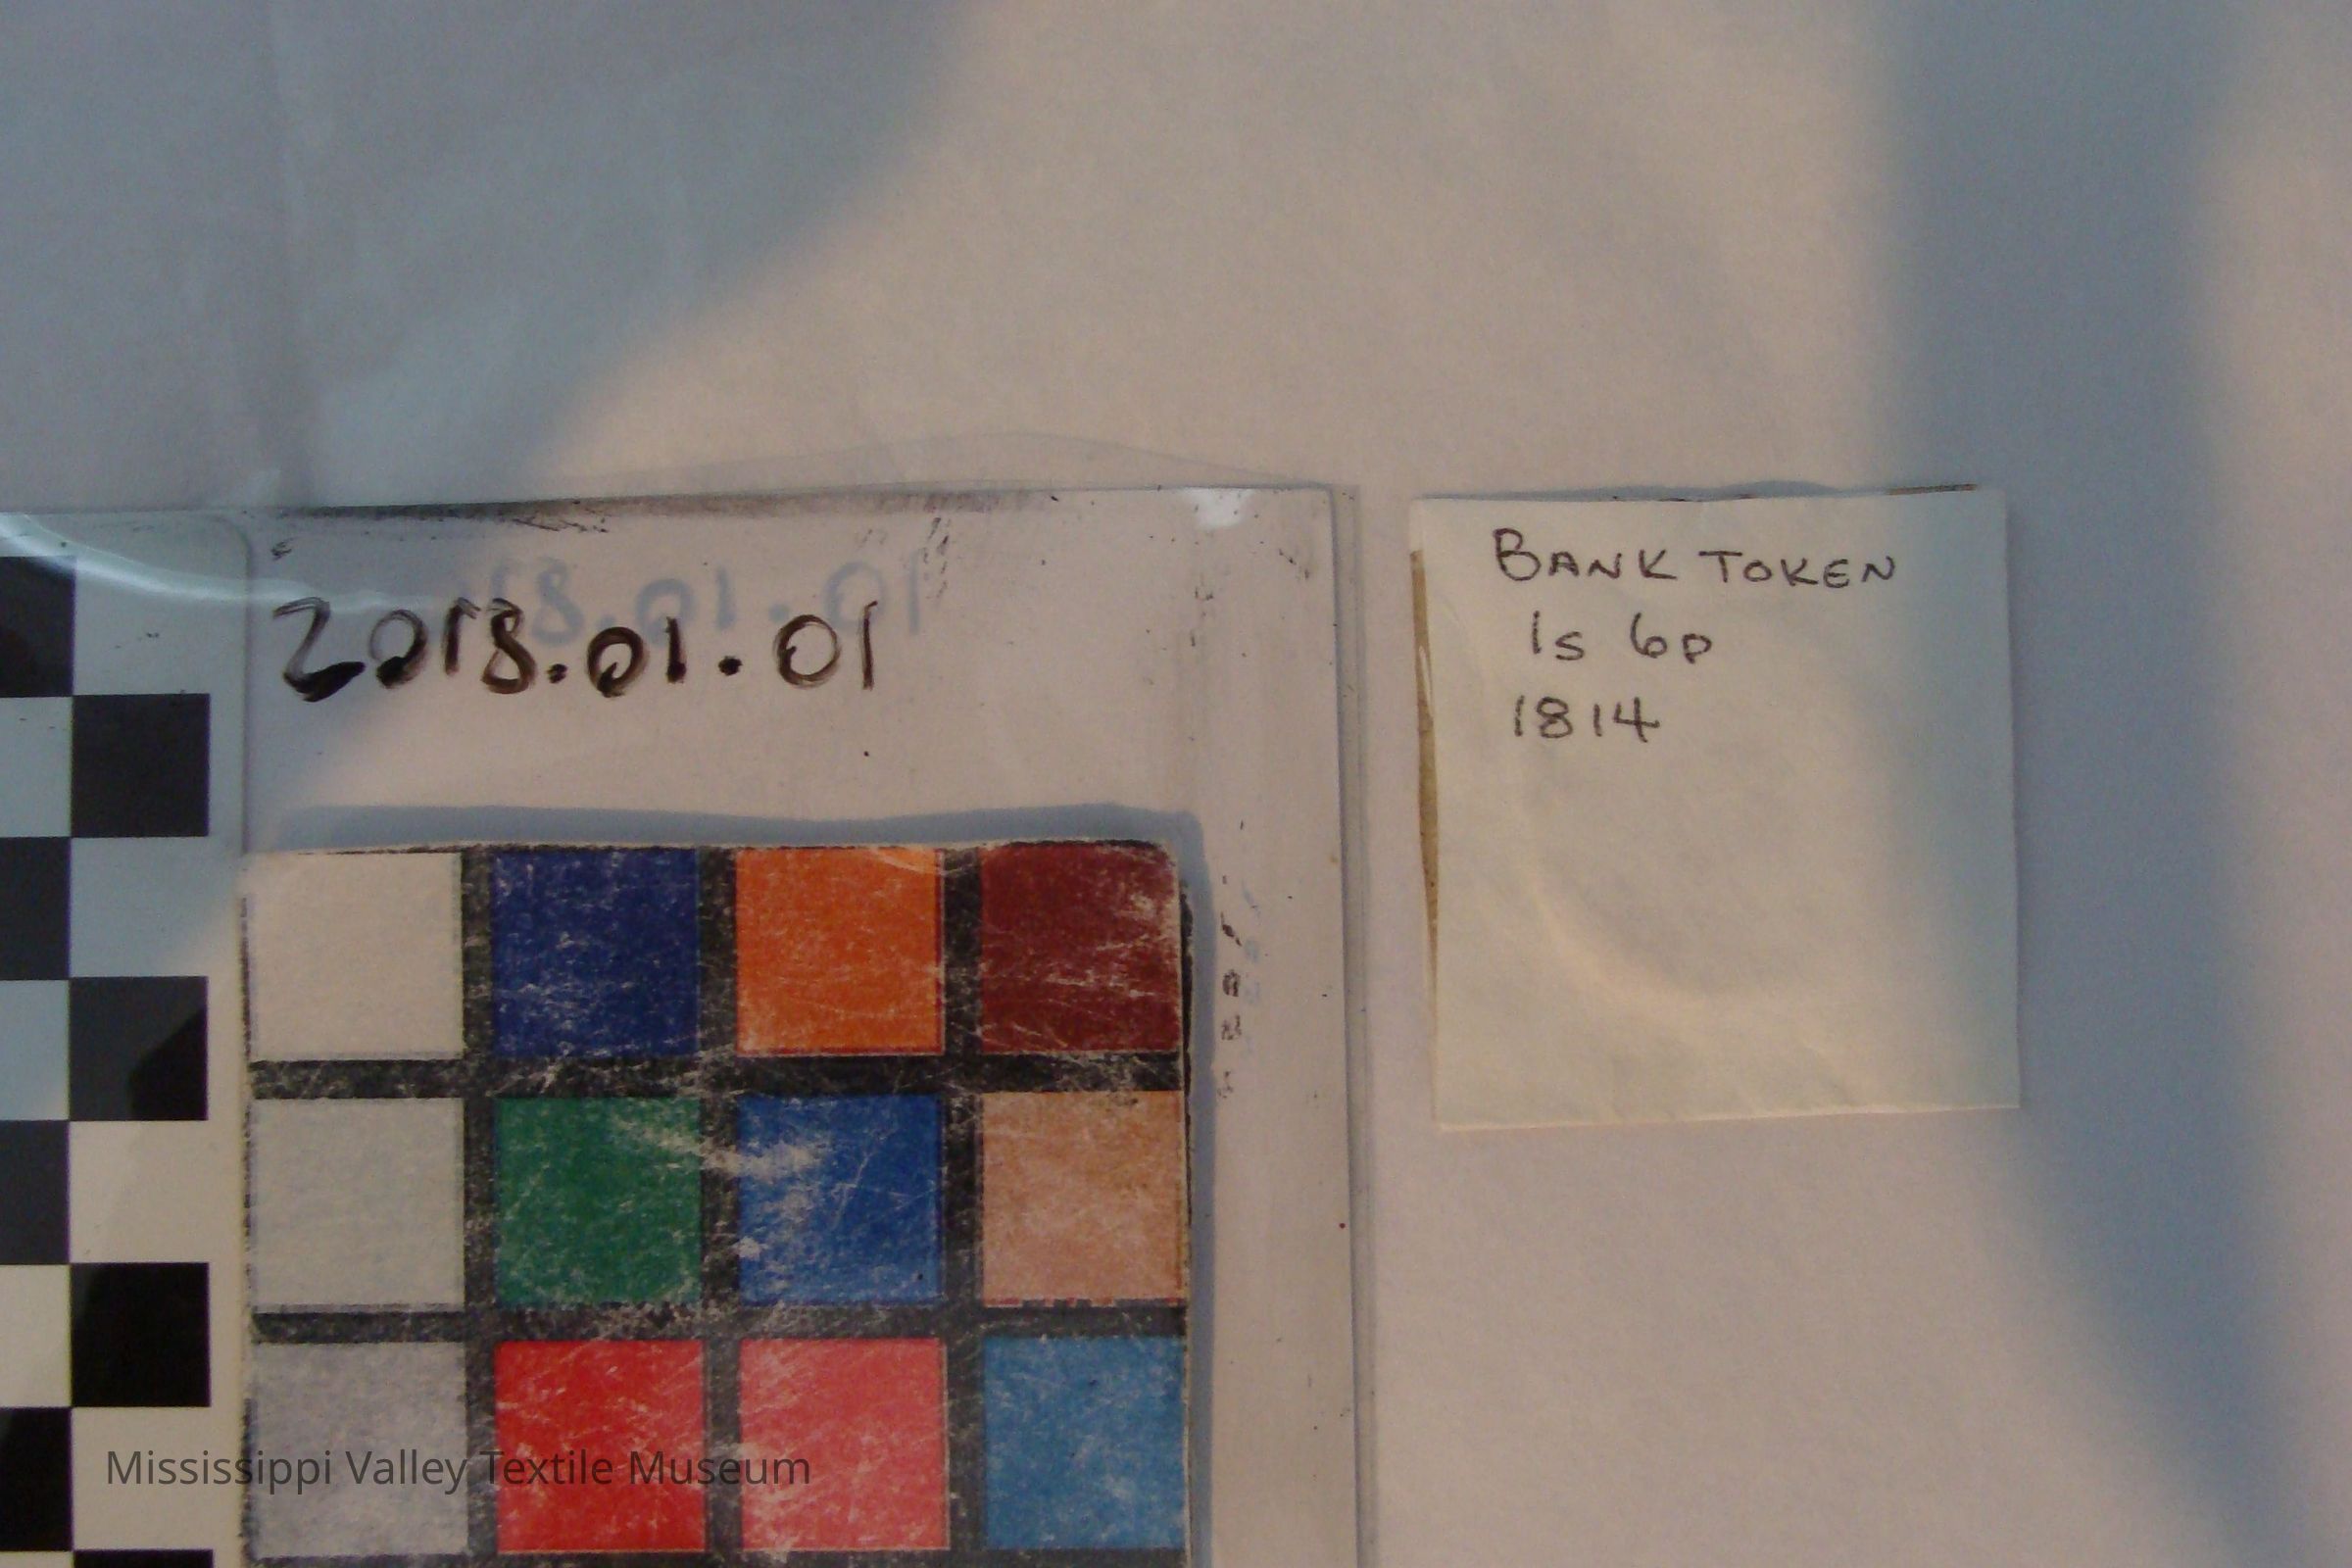 2018.01.01
BANK TOKEN
1s 6p
1814
Mississippi Valley Textile Museum